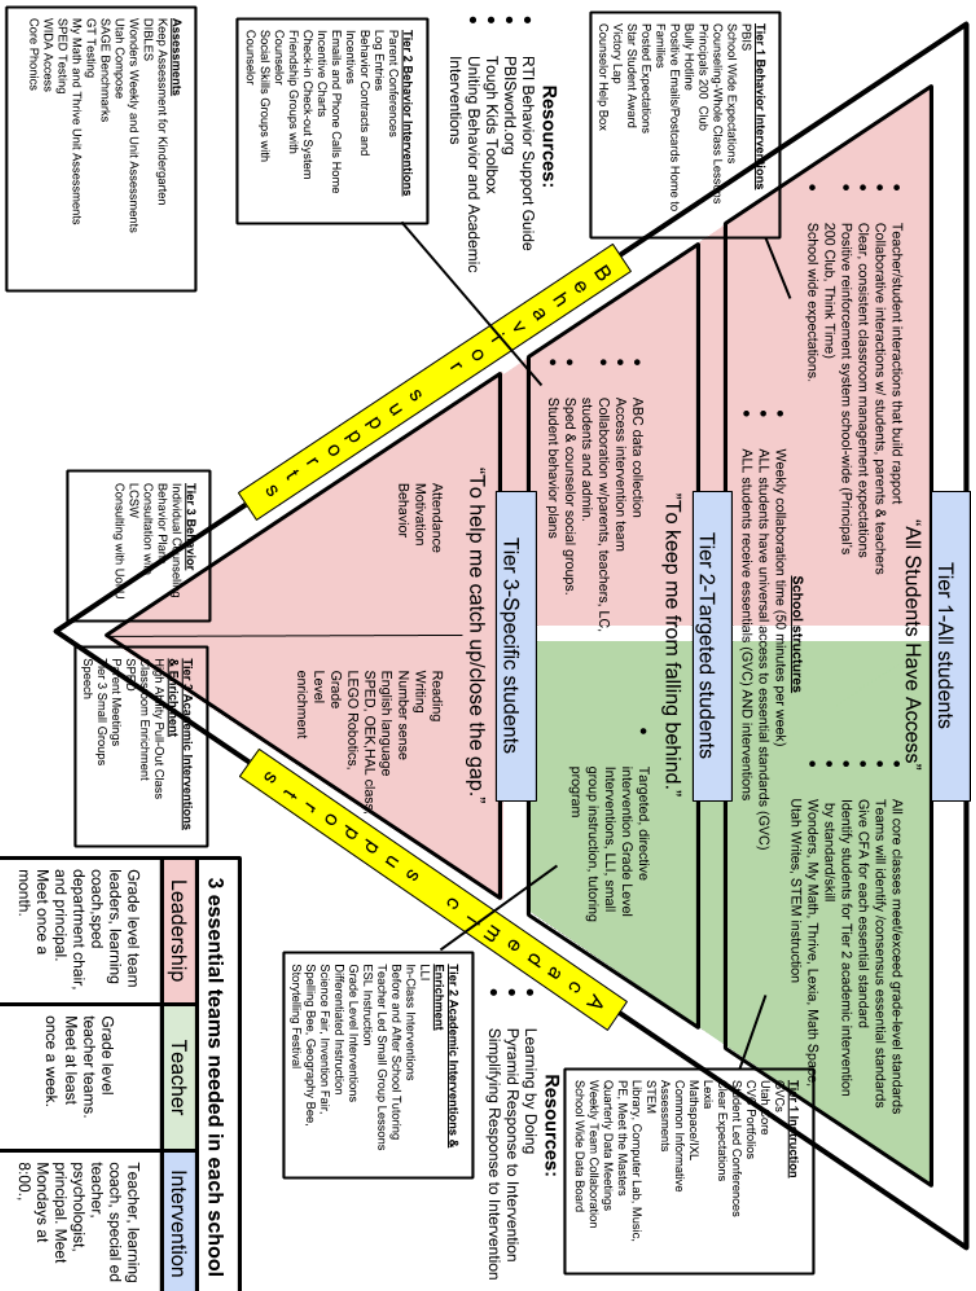 Tier 1-All students
“All Students Have Access”
Tier 1 Behavior Interventions
PBIS
School Wide Expectations
Counseling-Whole Class Lessons
Principals 200 Club
Bully Hotline
Positive Emails/Postcards Home to
Families
Posted Expectations
Star Student Award
Victory Lap
Counselor Help Box
• Teacher/student interactions that build rapport
• Collaborative interactions w/ students, parents & teachers
• Clear, consistent classroom management expectations
• Positive reinforcement system school-wide (Principal's
200 Club, Think Time)
• School wide expectations.
• All core classes meet/exceed grade-level standards
• Teams will identify /consensus essential standards
• Give CFA for each essential standard
• Identify students for Tier 2 academic intervention
by standard/skill
• Wonders, My Math, Thrive, Lexia, Math Space,
Utah Writes, STEM instruction
Tier 1 Instruction
GVCs
Utah Core
CVC Portfolios
Student Led Conferences
Clear Expectations
Lexia
Mathspace/IXL
Common Informative
Assessments
STEM
Library, Computer Lab, Music,
PE, Meet the Masters
Quarterly Data Meetings
Weekly Team Collaboration
School Wide Data Board
School structures
• Weekly collaboration time (50 minutes per week)
• ALL students have universal access to essential standards (GVC)
• ALL students receive essentials (GVC) AND interventions
Tier 2-Targeted students
"To keep me from falling behind.”
Resources:
• RTI Behavior Support Guide
• PBISworld.org
• Tough Kids Toolbox
• Uniting Behavior and Academic
Interventions
• ABC data collection
• Access intervention team
• Collaboration w/parents, teachers, LC,
students and admin.
• Sped & counselor social groups.
• Student behavior plans
• Targeted, directive
intervention Grade Level
Interventions, LLI, small
group instruction, tutoring
program
Resources:
• Learning by Doing
• Pyramid Response to Intervention
• Simplifying Response to Intervention
Behavior supports
Academic supports
Tier 2 Behavior Interventions
Parent Conferences
Log Entries
Behavior Contracts and
Incentives
Emails and Phone Calls Home
Incentive Charts
Check-in Check-out System
Friendship Groups with
Counselor
Social Skills Groups with
Counselor
Tier 3-Specific students
“To help me catch up/close the gap.”
Attendance
Motivation
Behavior
Reading
Writing
Number sense
English language
SPED, OEK,HAL class,
LEGO Robotics,
Grade
Level
enrichment
Tier 2 Academic Interventions &
Enrichment
LLI
In-Class Interventions
Before and After School Tutoring
Teacher Led Small Group Lessons
ESL Instruction
Grade Level Interventions
Differentiated Instruction
Science Fair, Invention Fair,
Spelling Bee, Geography Bee,
Storytelling Festival
Assessments
Keep Assessment for Kindergarten
DIBLES
Wonders Weekly and Unit Assessments
Utah Compose
SAGE Benchmarks
GT Testing
My Math and Thrive Unit Assessments
SPED Testing
WIDA Access
Core Phonics
Tier 3 Behavior
Individual Counseling
Behavior Plans
Consultation with
LCSW
Consulting with UofU
Tier 3 Academic Interventions
& Enrichment
High Ability Pull-Out Class
Classroom Enrichment
SPED
Parent Meetings
Tier 3 Small Groups
Speech
3 essential teams needed in each school
Leadership
Teacher
Intervention
Grade level team
leaders, learning
coach,sped
department chair,
and principal.
Meet once a
month.
Grade level
teacher teams.
Meet at least
once a week.
Teacher, learning
coach, special ed
teacher,
psychologist,
principal. Meet
Mondays at
8:00.,